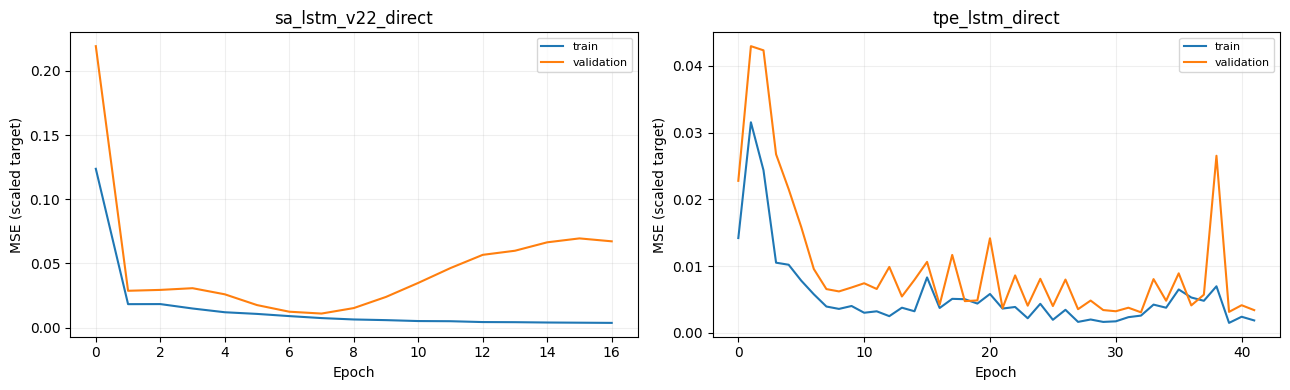 sa_lstm_v22_direct
train
validation
MSE (scaled target)
0.20
0.15
0.10
0.05
0.00
0 2 4 6 8 10 12 14 16
Epoch
tpe_lstm_direct
train
validation
MSE (scaled target)
0.04
0.03
0.02
0.01
0.00
0 10 20 30 40
Epoch